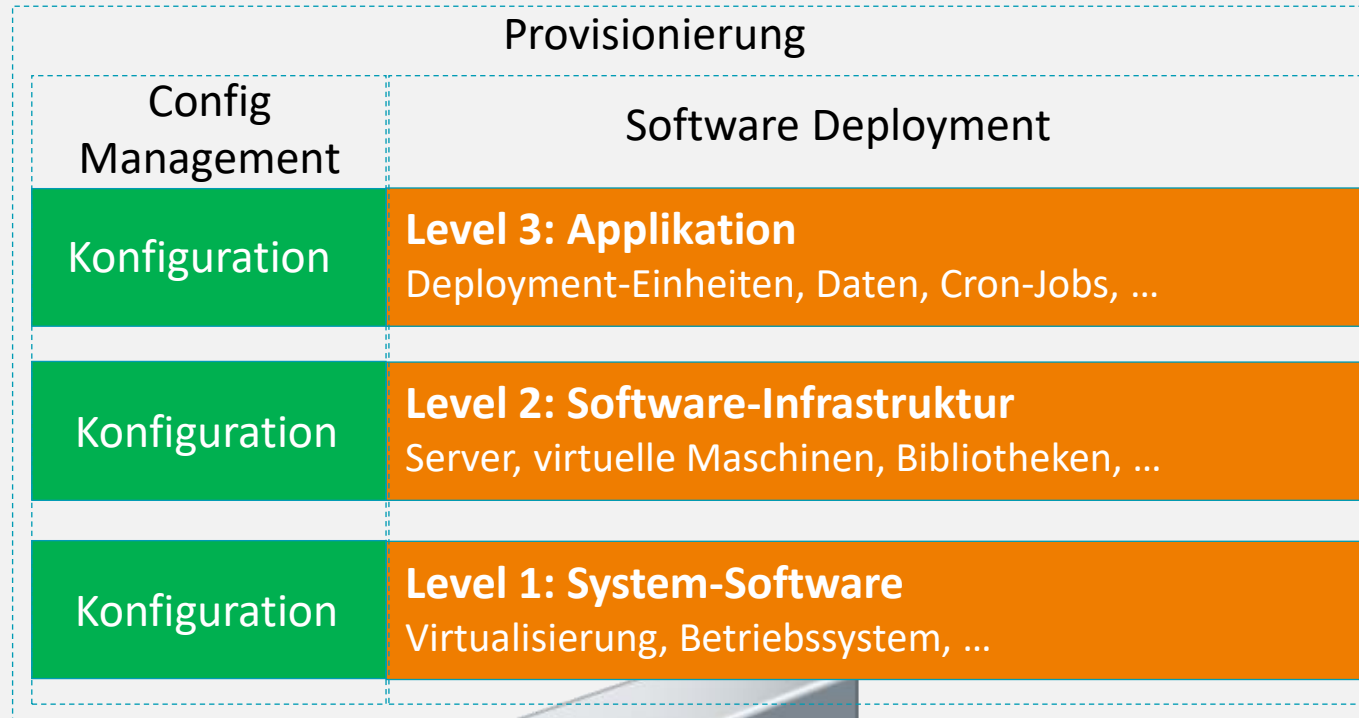 Provisionierung
Config
Management
Software Deployment
Konfiguration
Level 3: Applikation
Deployment-Einheiten, Daten, Cron-Jobs, …
Konfiguration
Level 2: Software-Infrastruktur
Server, virtuelle Maschinen, Bibliotheken, …
Konfiguration
Level 1: System-Software
Virtualisierung, Betriebssystem, …